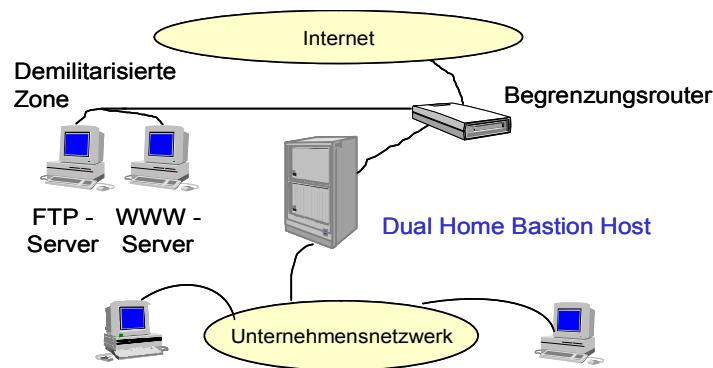 Internet
Demilitarisierte
Zone
Begrenzungsrouter
FTP - WWW -
Server Server
Dual Home Bastion Host
Unternehmensnetzwerk